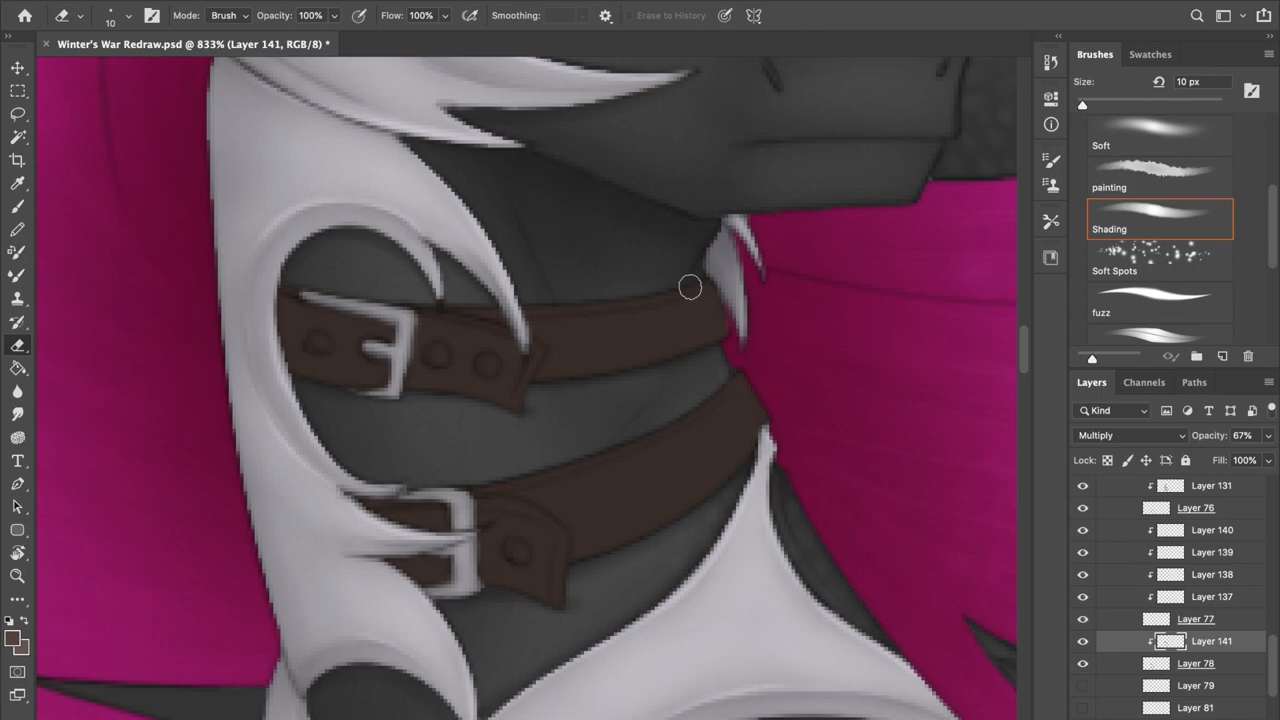 10 Mode: Brush Opacity: 100% Flow: 100% Smoothing: Erase to History
Winter's War Redraw.psd @ 833% (Layer 141, RGB/8) *
Brushes Swatches
Size: 10 px
Soft
painting
Shading
Soft Spots
fuzz
Layers Channels Paths
Kind
Multiply Opacity: 67%
Lock: Fill: 100%
Layer 131
Layer 76
Layer 140
Layer 139
Layer 138
Layer 137
Layer 77
Layer 141
Layer 78
Layer 79
Layer 81